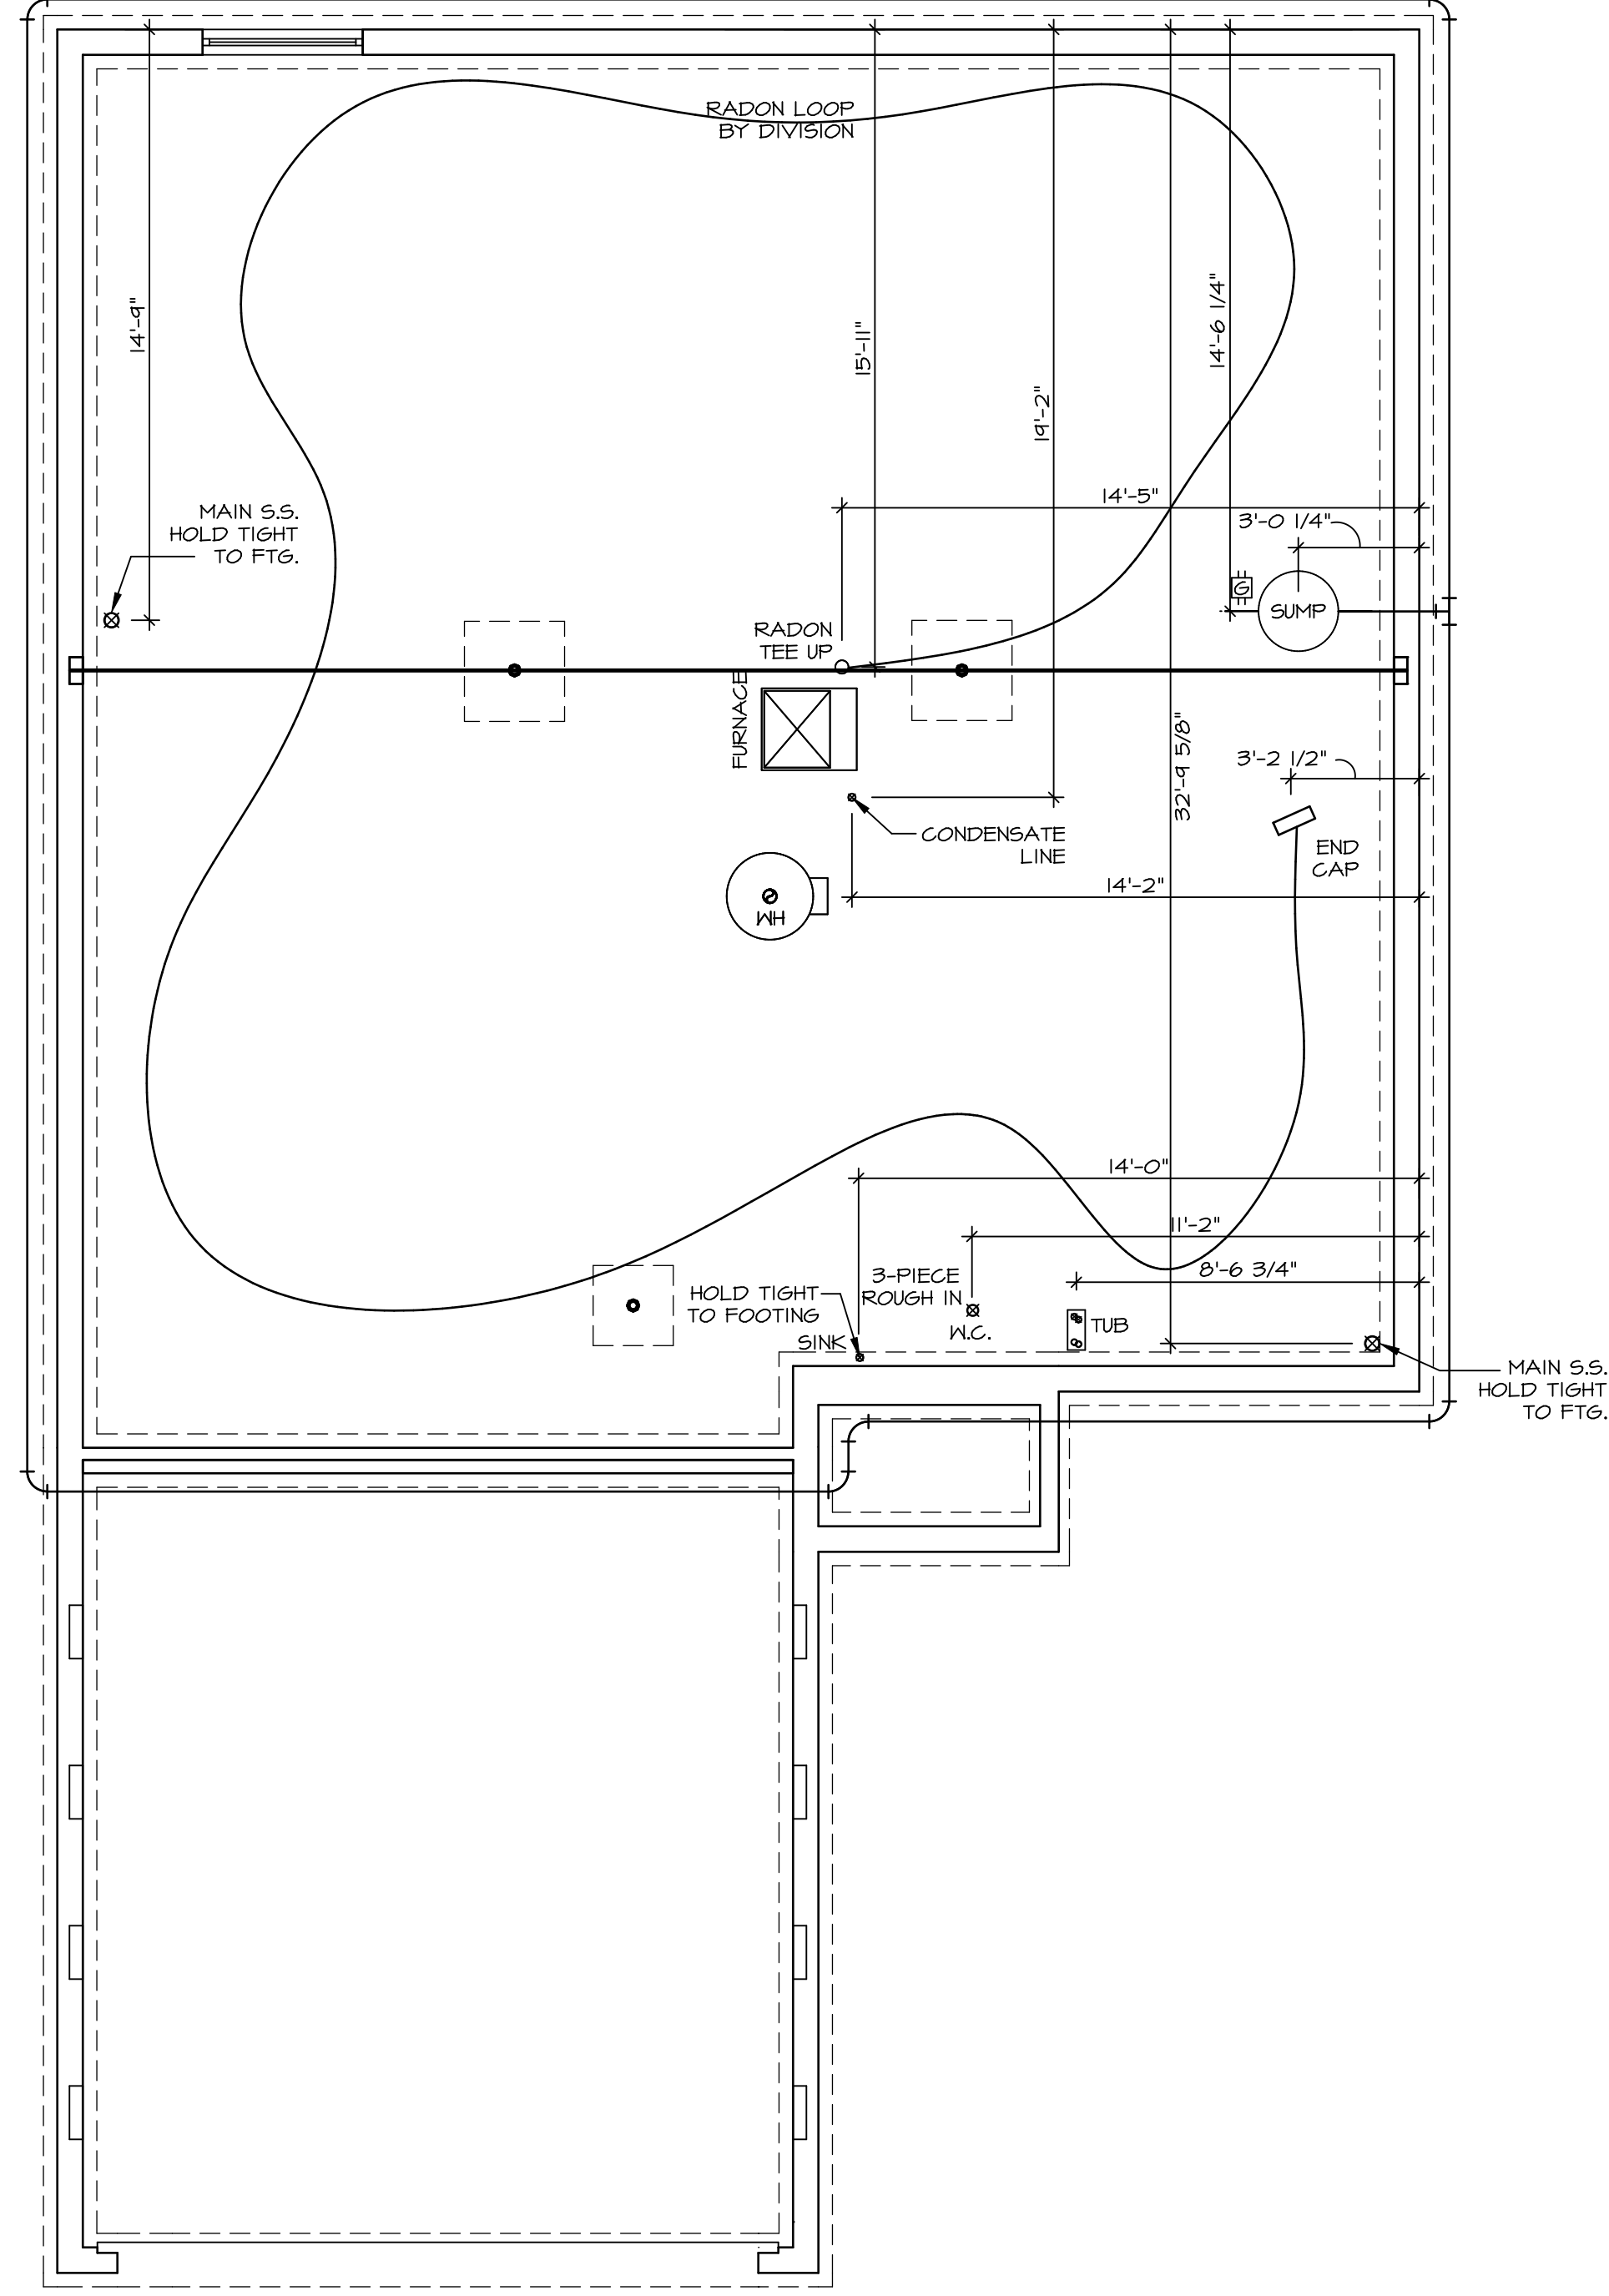 RADON LOOP
BY DIVISION
14'-9"
15'-11"
19'-2"
14'-6 1/4"
14'-5"
3'-0 1/4"
MAIN S.S.
HOLD TIGHT
TO FTG.
G
SUMP
RADON
TEE UP
FURNACE
32'-9 5/8"
3'-2 1/2"
CONDENSATE
LINE
END
CAP
14'-2"
WH
14'-0"
11'-2"
8'-6 3/4"
3-PIECE
ROUGH IN
HOLD TIGHT
TO FOOTING
W.C.
TUB
SINK
MAIN S.S.
HOLD TIGHT
TO FTG.